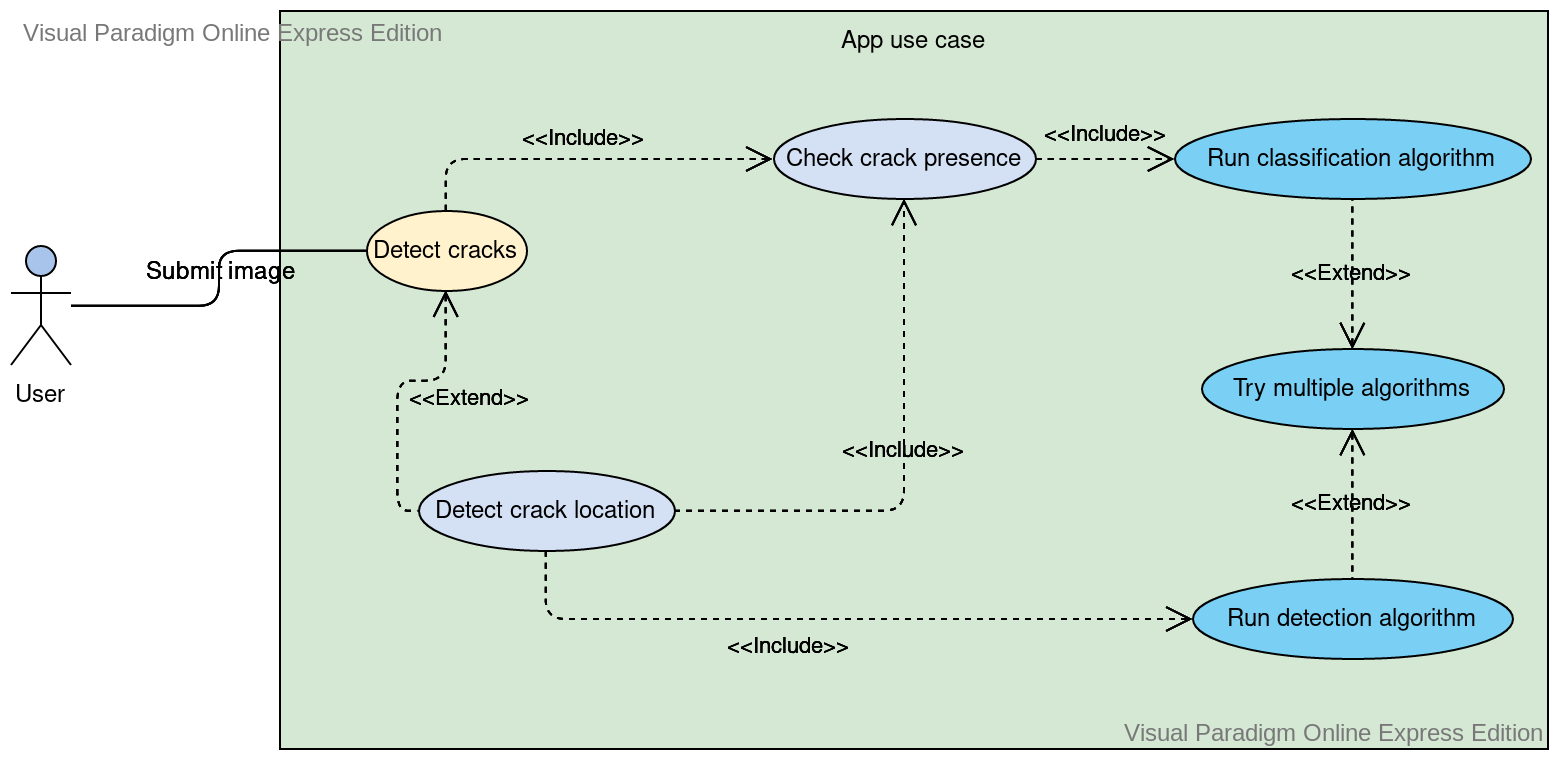 Visual Paradigm Online Express Edition
App use case
<<Include>>
<<Include>>
Check crack presence
Run classification algorithm
Detect cracks
Submit image
<<Extend>>
User
<<Extend>>
Try multiple algorithms
<<Include>>
<<Extend>>
Detect crack location
Run detection algorithm
<<Include>>
Visual Paradigm Online Express Edition